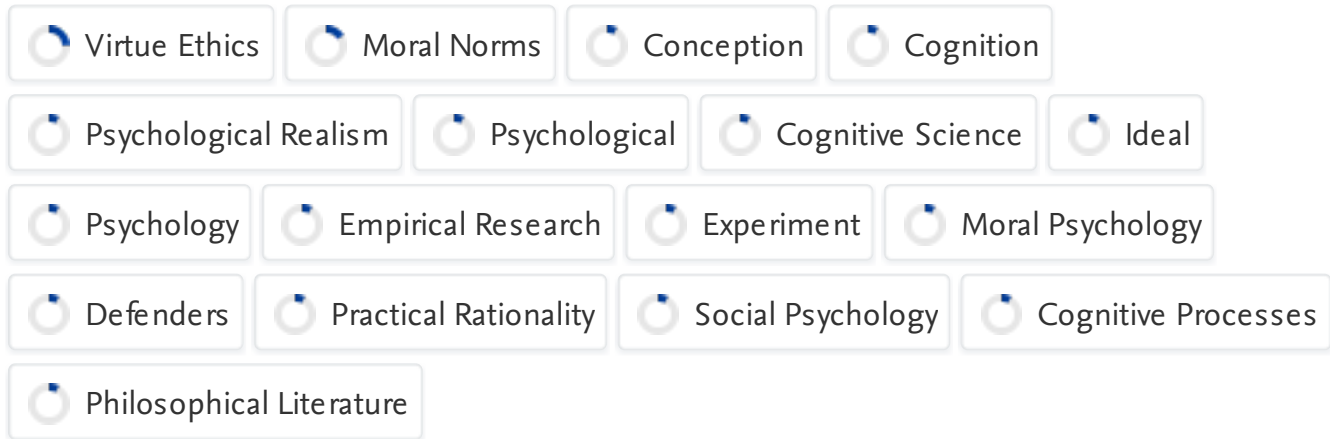 Virtue Ethics Moral Norms Conception Cognition
Psychological Realism Psychological Cognitive Science Ideal
Psychology Empirical Research Experiment Moral Psychology
Defenders Practical Rationality Social Psychology Cognitive Processes
Philosophical Literature